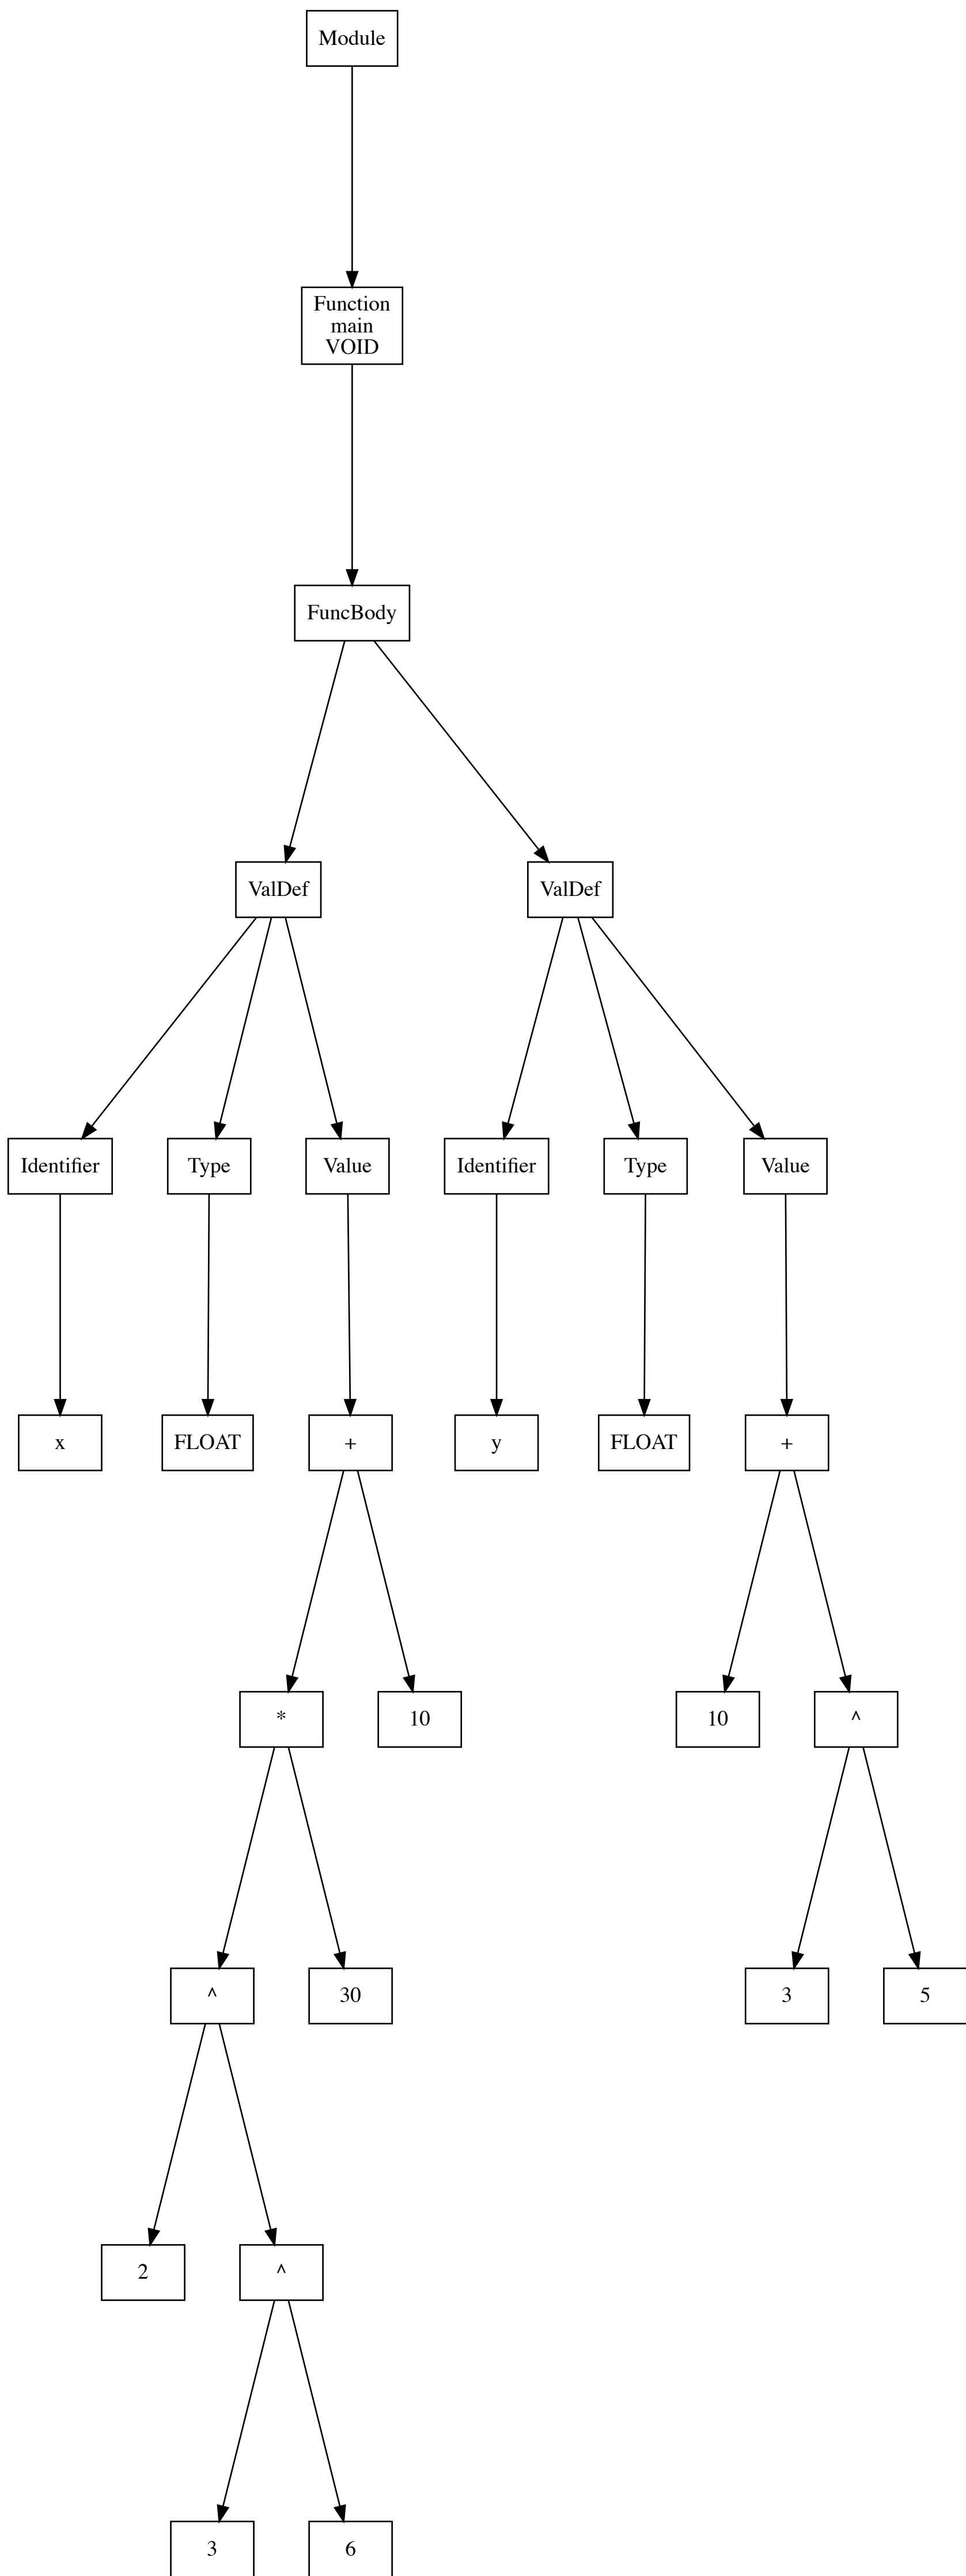 Module
Function
main
VOID
FuncBody
ValDef
ValDef
Identifier
Type
Value
Identifier
Type
Value
x
FLOAT
+
y
FLOAT
+
*
10
10
^
^
30
3
5
2
^
3
6